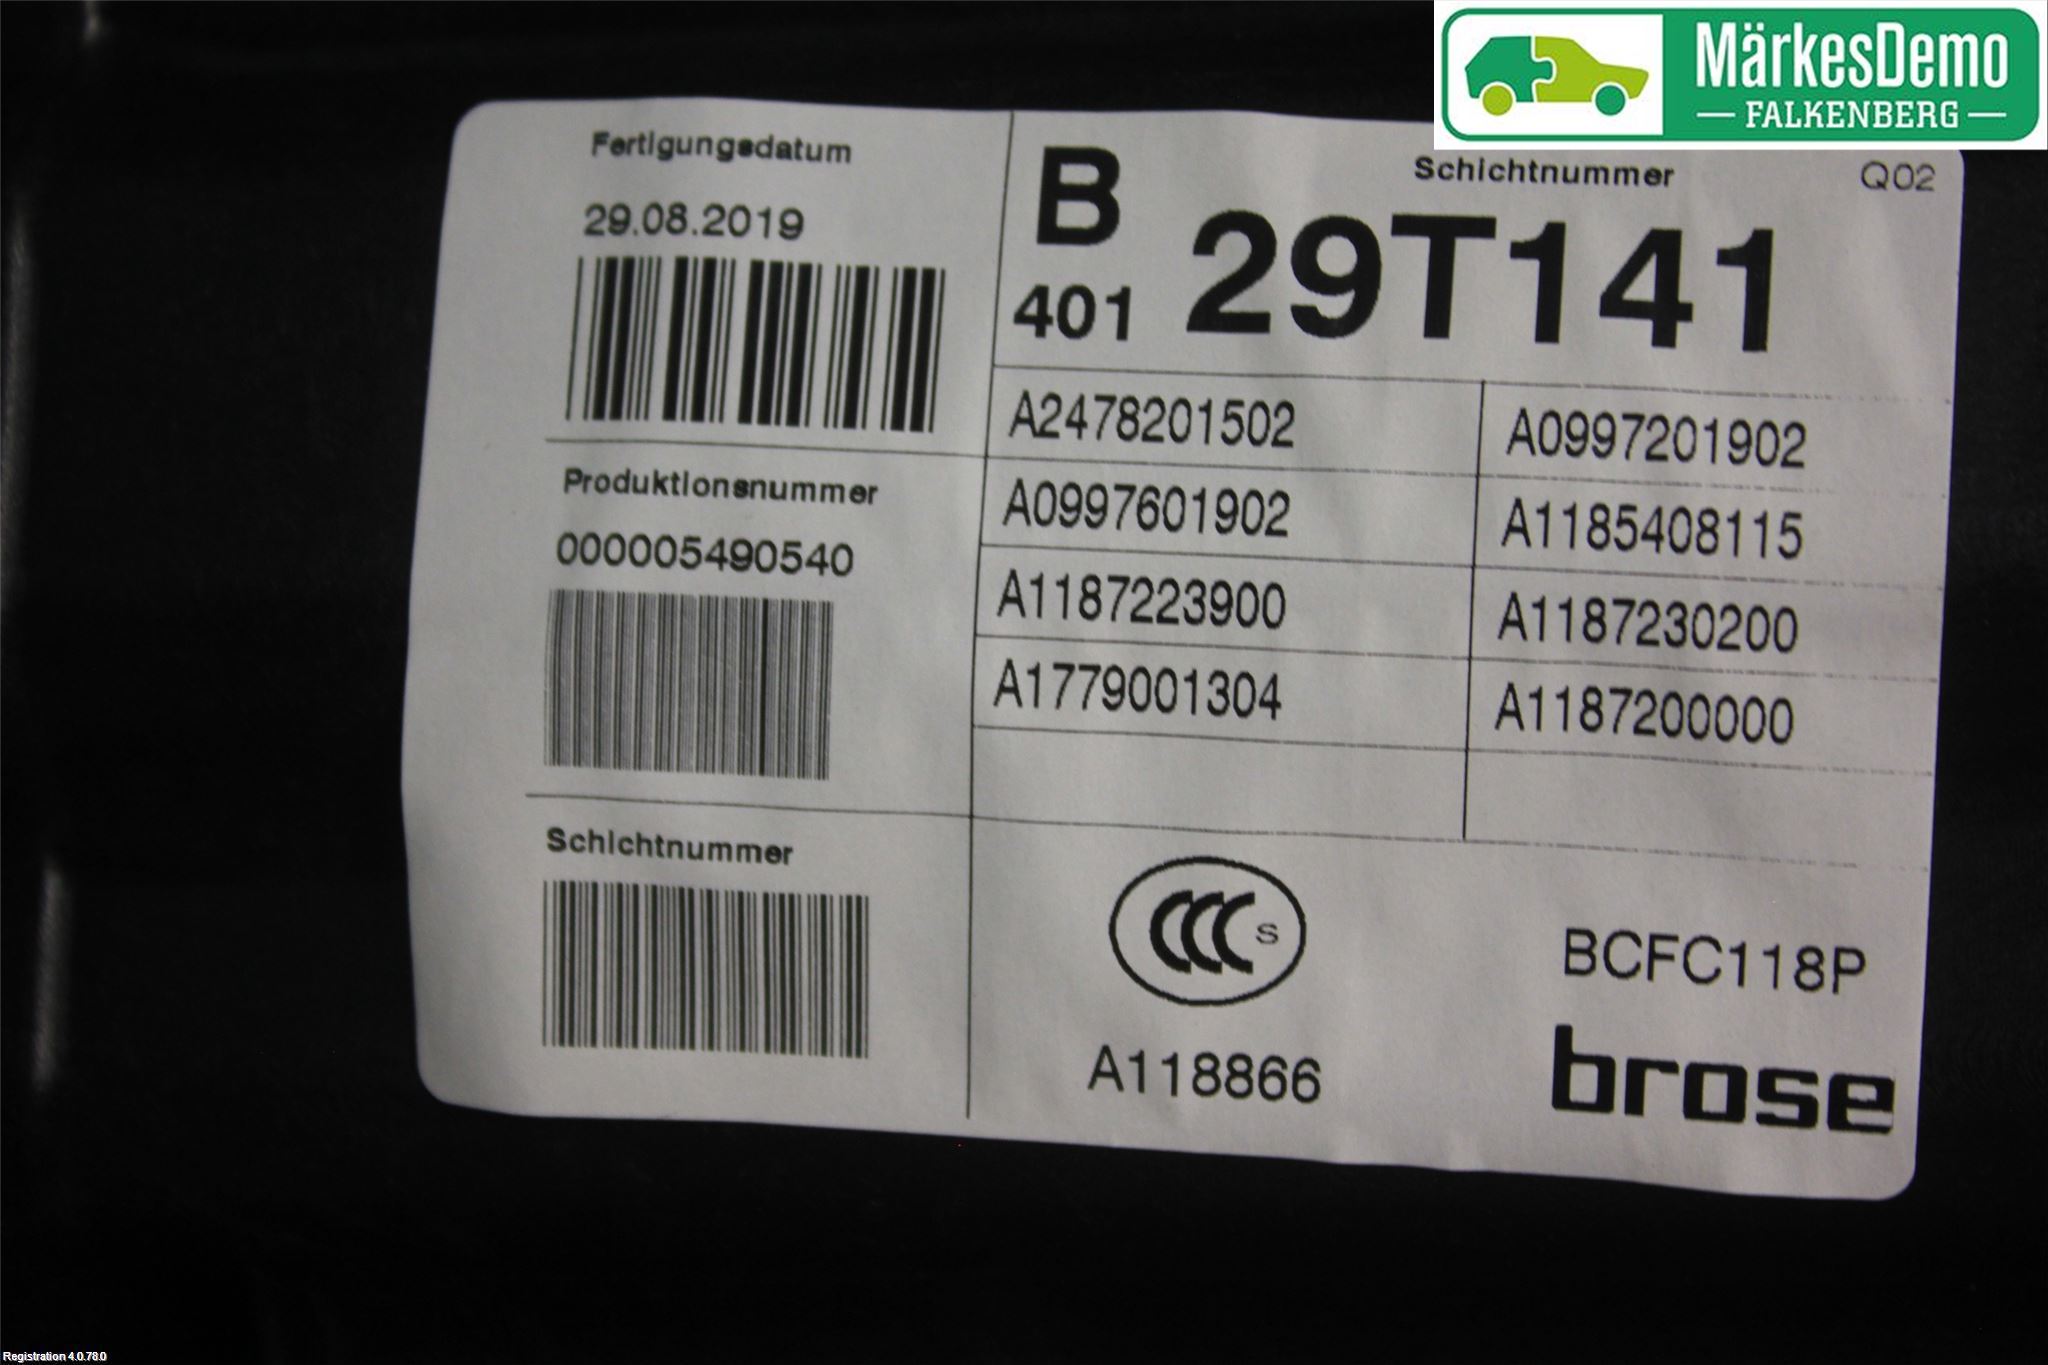 MärkesDemo
FALKENBERG
Fertigungsdatum
29.08.2019
B
401
Schichtnummer
Q02
29T141
A2478201502
A0997201902
A0997601902
A1185408115
A1187223900
A1187230200
A1779001304
A1187200000
Produktionsnummer
000005490540
Schichtnummer
CCC S
A118866
BCFC118P
brose
Registration 4.0.78.0